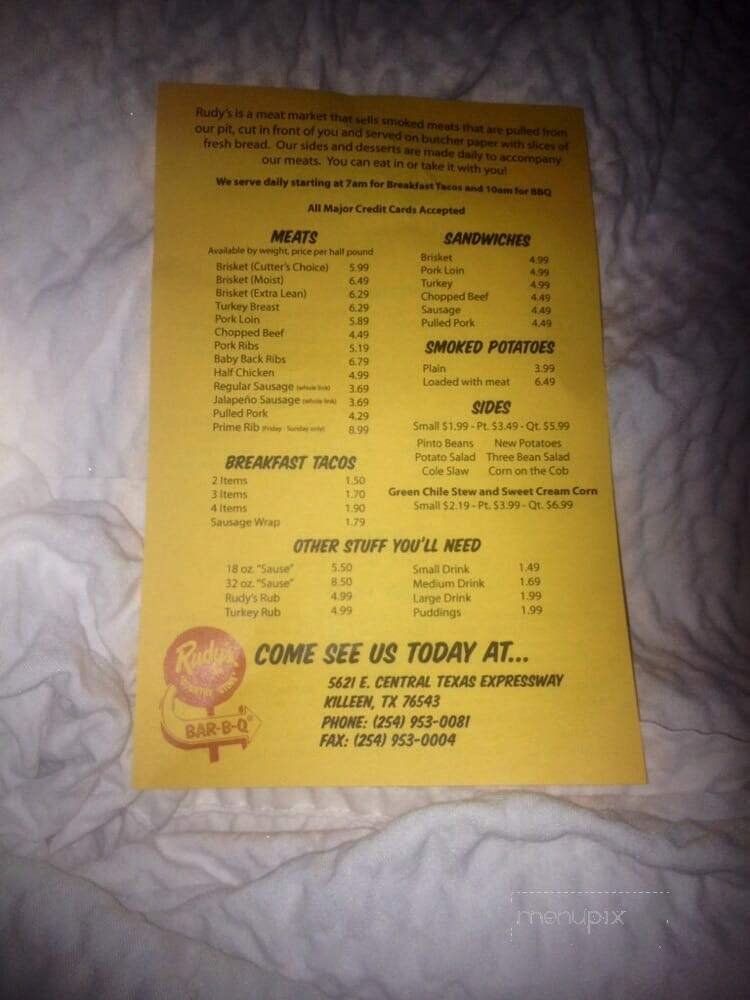 Rudy's is a meat market that sells smoked meats that are pulled from
our pit, cut in front of you and served on butcher paper with slices of
fresh bread. Our sides and desserts are made daily to accompany
our meats. You can eat in or take it with you!
We serve daily starting at 7am for Breakfast Tacos and 10am for BBQ
All Major Credit Cards Accepted
MEATS
Available by weight, price per half pound
Brisket (Cutter's Choice) 5.99
Brisket (Moist) 6.49
Brisket (Extra Lean) 6.29
Turkey Breast 6.29
Pork Loin 5.89
Chopped Beef 4.49
Pork Ribs 5.19
Baby Back Ribs 6.79
Half Chicken 4.99
Regular Sausage (whole link) 3.69
Jalapeño Sausage (whole link) 3.69
Pulled Pork 4.29
Prime Rib (Friday - Sunday only) 8.99
BREAKFAST TACOS
2 Items 1.50
3 Items 1.70
4 Items 1.90
Sausage Wrap 1.79
SANDWICHES
Brisket 4.99
Pork Loin 4.99
Turkey 4.99
Chopped Beef 4.49
Sausage 4.49
Pulled Pork 4.49
SMOKED POTATOES
Plain 3.99
Loaded with meat 6.49
SIDES
Small $1.99 - Pt. $3.49 - Qt. $5.99
Pinto Beans New Potatoes
Potato Salad Three Bean Salad
Cole Slaw Corn on the Cob
Green Chile Stew and Sweet Cream Corn
Small $2.19 - Pt. $3.99 - Qt. $6.99
OTHER STUFF YOU'LL NEED
18 oz. "Sause" 5.50
32 oz. "Sause" 8.50
Rudy's Rub 4.99
Turkey Rub 4.99
Small Drink 1.49
Medium Drink 1.69
Large Drink 1.99
Puddings 1.99
Rudy's
"COUNTRY STORE"
BAR-B-Q
COME SEE US TODAY AT...
5621 E. CENTRAL TEXAS EXPRESSWAY
KILLEEN, TX 76543
PHONE: (254) 953-0081
FAX: (254) 953-0004
menupix